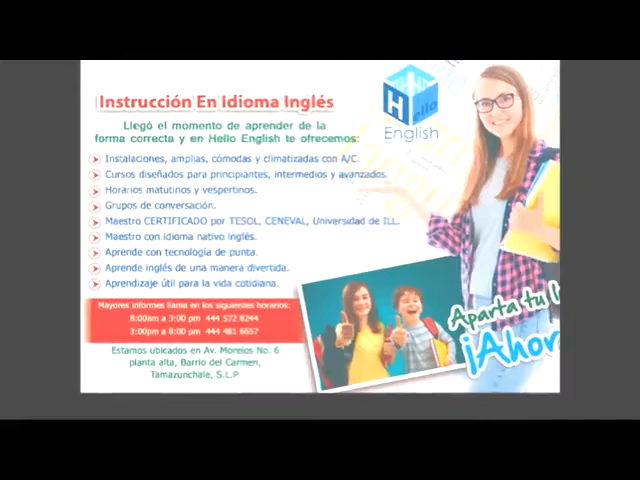 Instrucción En Idioma Inglés
Llegó el momento de aprender de la
forma correcta y en Hello English te ofrecemos:
Instalaciones, amplias, cómodas y climatizadas con A/C.
Cursos diseñados para principiantes, intermedios y avanzados.
Horarios matutinos y vespertinos.
Grupos de conversación.
Maestro CERTIFICADO por TESOL, CENEVAL, Universidad de ILL.
Maestro con idioma nativo inglés.
Aprende con tecnología de punta.
Aprende inglés de una manera divertida.
Aprendizaje útil para la vida cotidiana.
Mayores informes llama en los siguientes horarios:
8:00am a 3:00 pm 444 572 8244
3:00pm a 8:00 pm 444 481 6657
Estamos ubicados en Av. Morelos No. 6
planta alta, Barrio del Carmen,
Tamazunchale, S.L.P
Hello
English
Aparta tu
¡Ahor